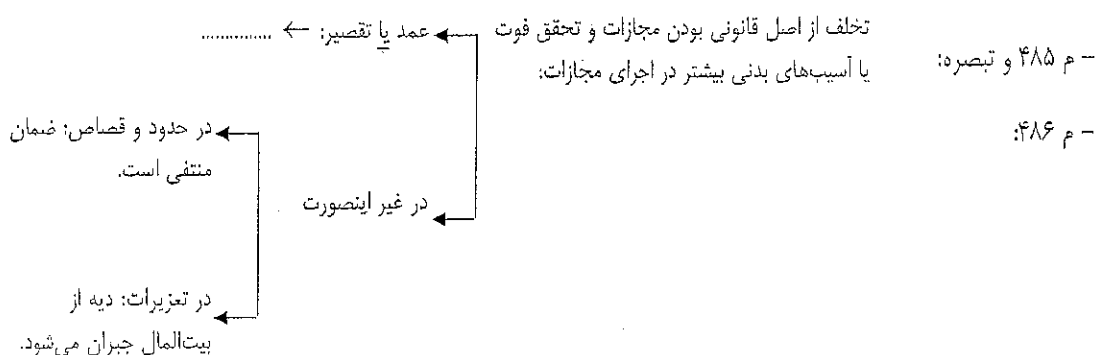 - م ۴۸۵ و تبصره:
تخلف از اصل قانونی بودن مجازات و تحقق فوت
یا آسیب‌های بدنی بیشتر در اجرای مجازات:
عمد یا تقصیر: ← ..............
در غیر اینصورت
در حدود و قصاص: ضمان
منتفی است.
در تعزیرات: دیه از
بیت‌المال جبران می‌شود.
- م ۴۸۶: